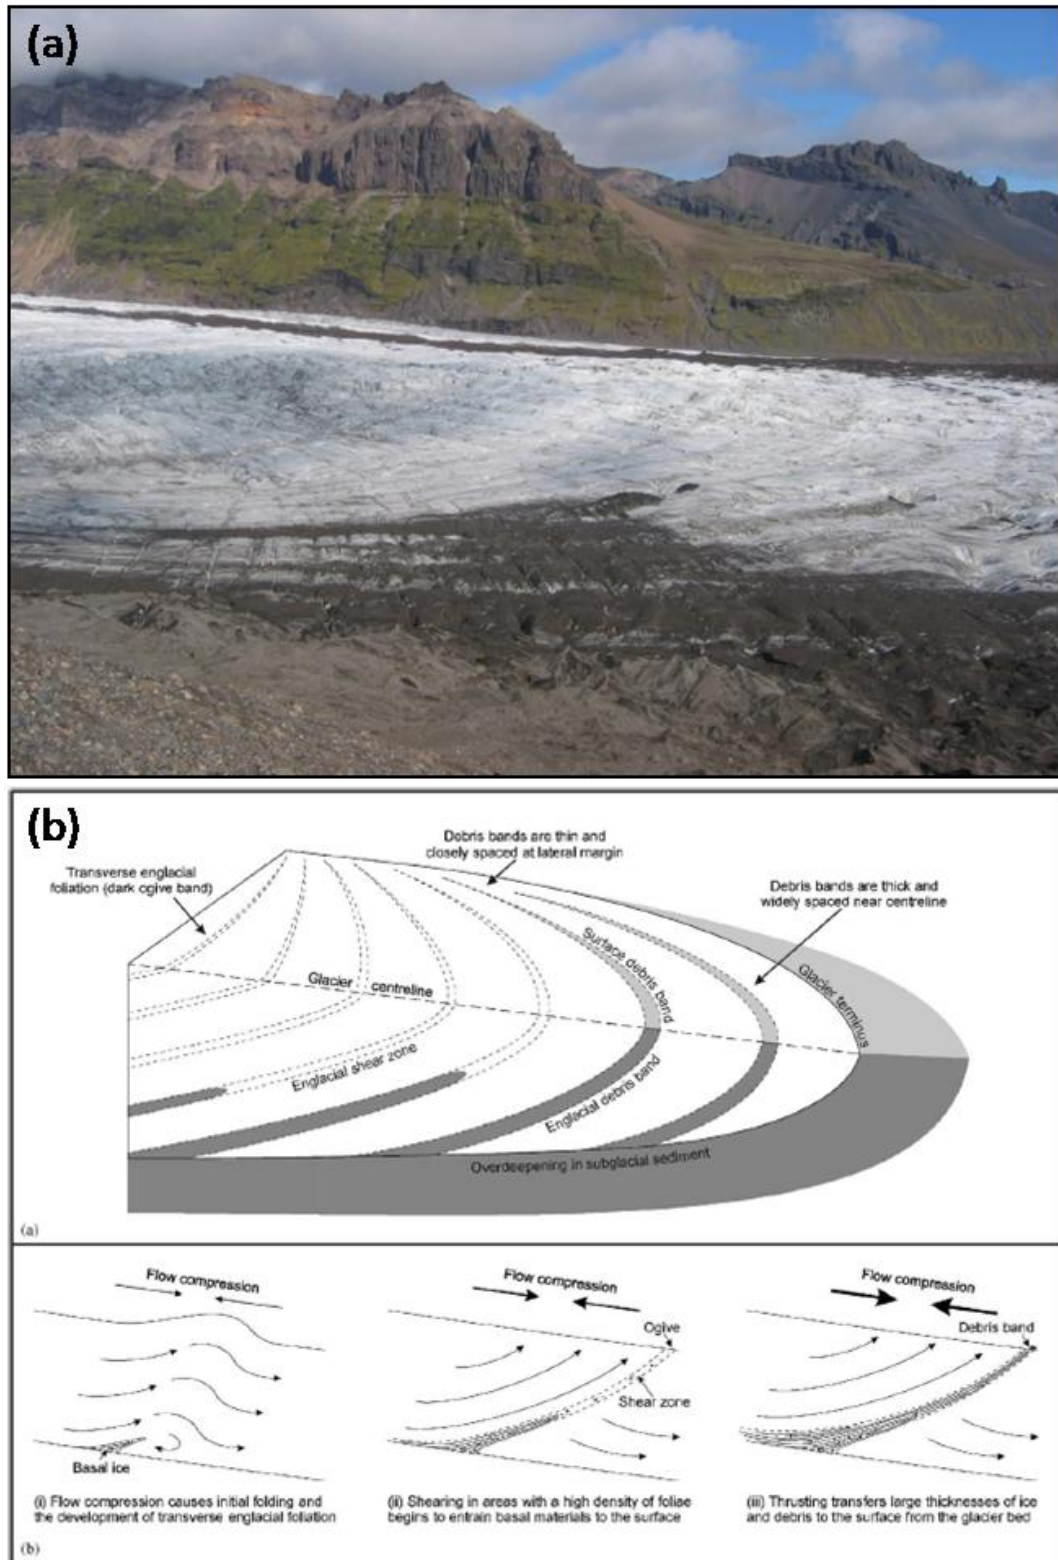 (a)
(b)
Debris bands are thin and
closely spaced at lateral margin
Transverse englacial
foliation (dark ogive band)
Debris bands are thick and
widely spaced near centreline
Surface debris band
Glacier terminus
Glacier centreline
Englacial shear zone
Englacial debris band
Overdeepening in subglacial sediment
(a)
Flow compression
Basal ice
(i) Flow compression causes initial folding and
the development of transverse englacial foliation
Flow compression
Ogive
Shear zone
(ii) Shearing in areas with a high density of foliae
begins to entrain basal materials to the surface
Flow compression
Debris band
(iii) Thrusting transfers large thicknesses of ice
and debris to the surface from the glacier bed
(b)